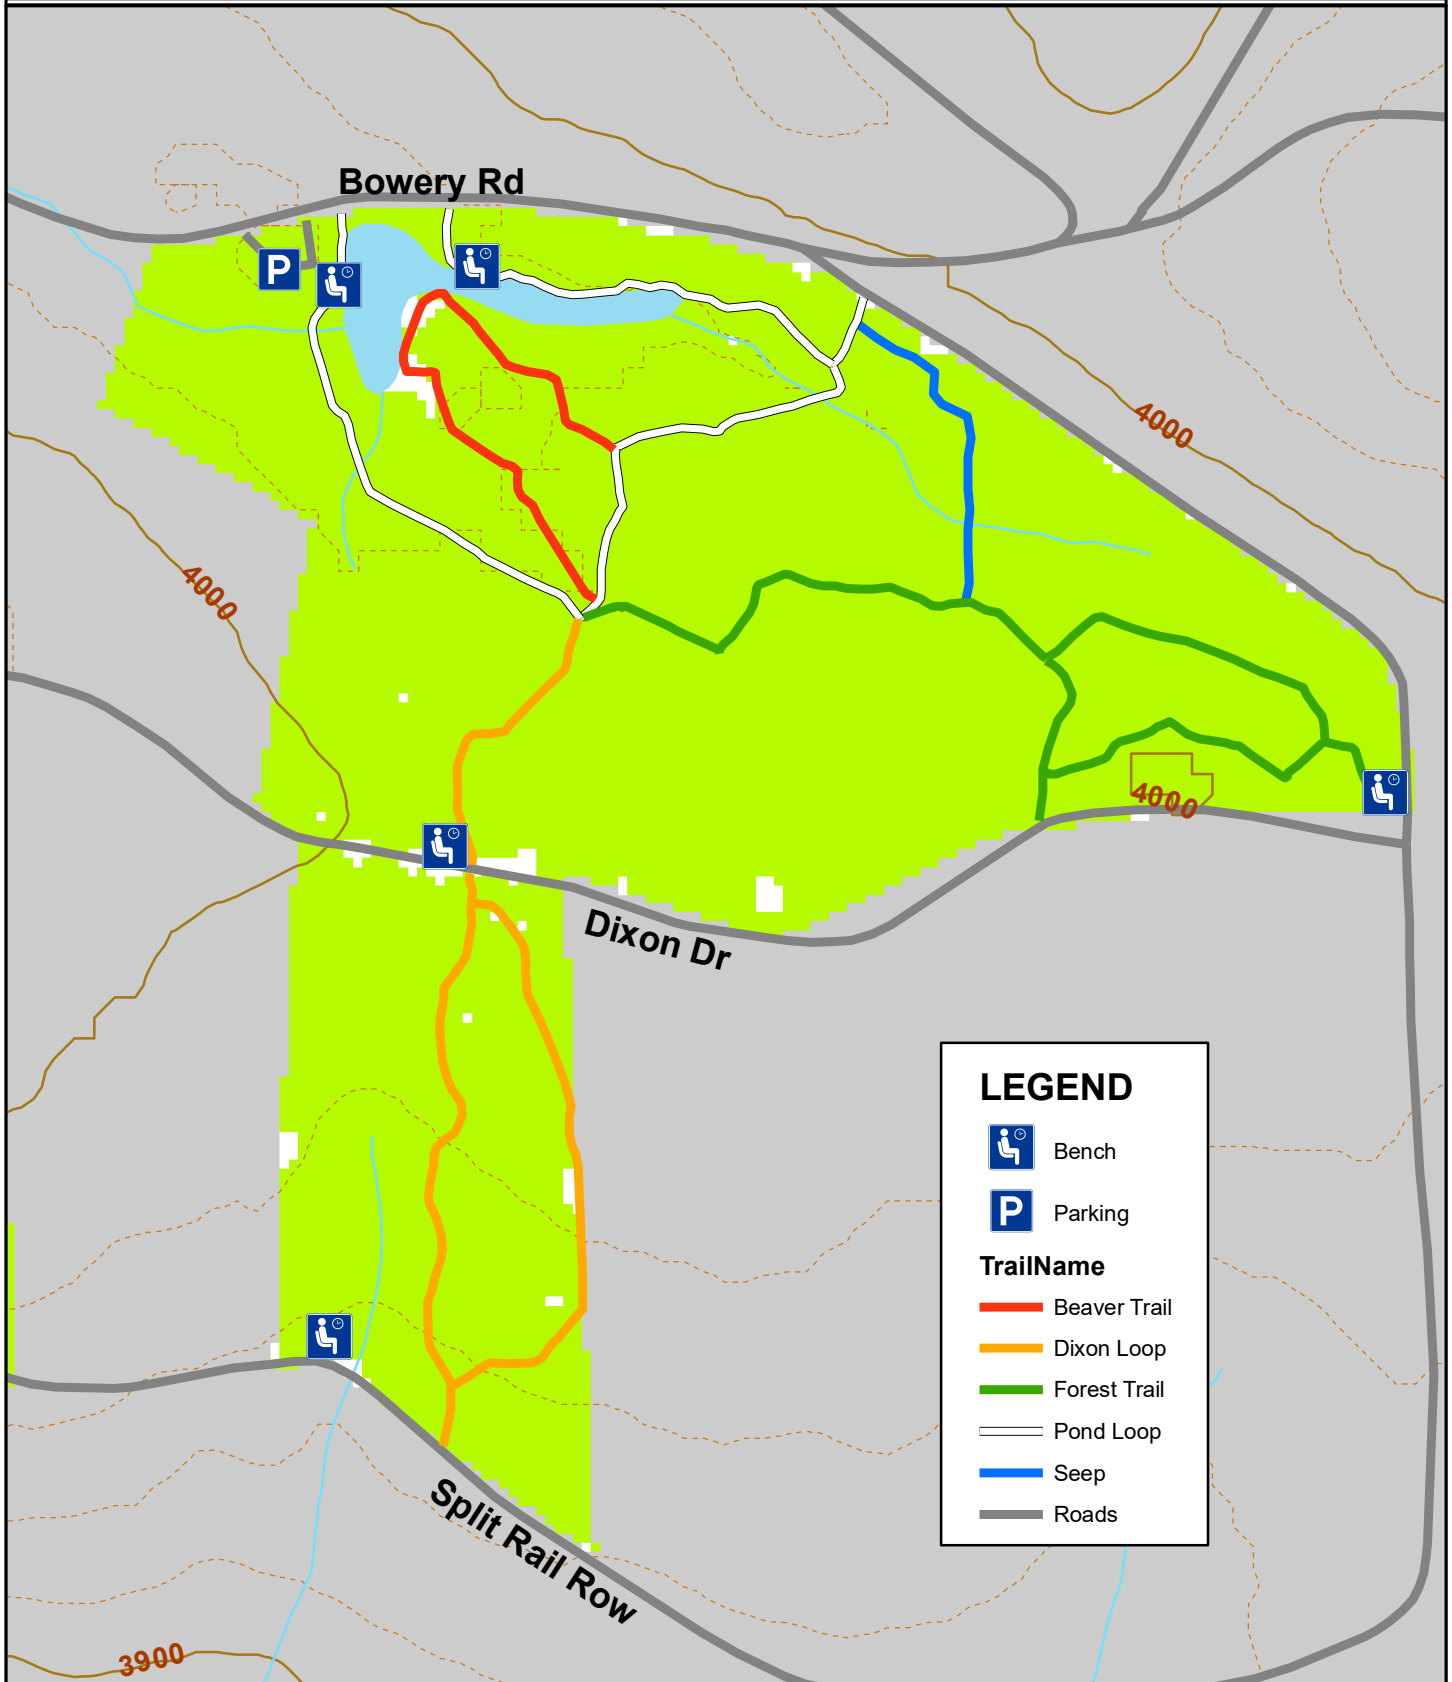 Bowery Rd
P
4000
4000
4000
Dixon Dr
LEGEND
Bench
P
Parking
TrailName
Beaver Trail
Dixon Loop
Forest Trail
Pond Loop
Seep
Roads
Split Rail Row
3900